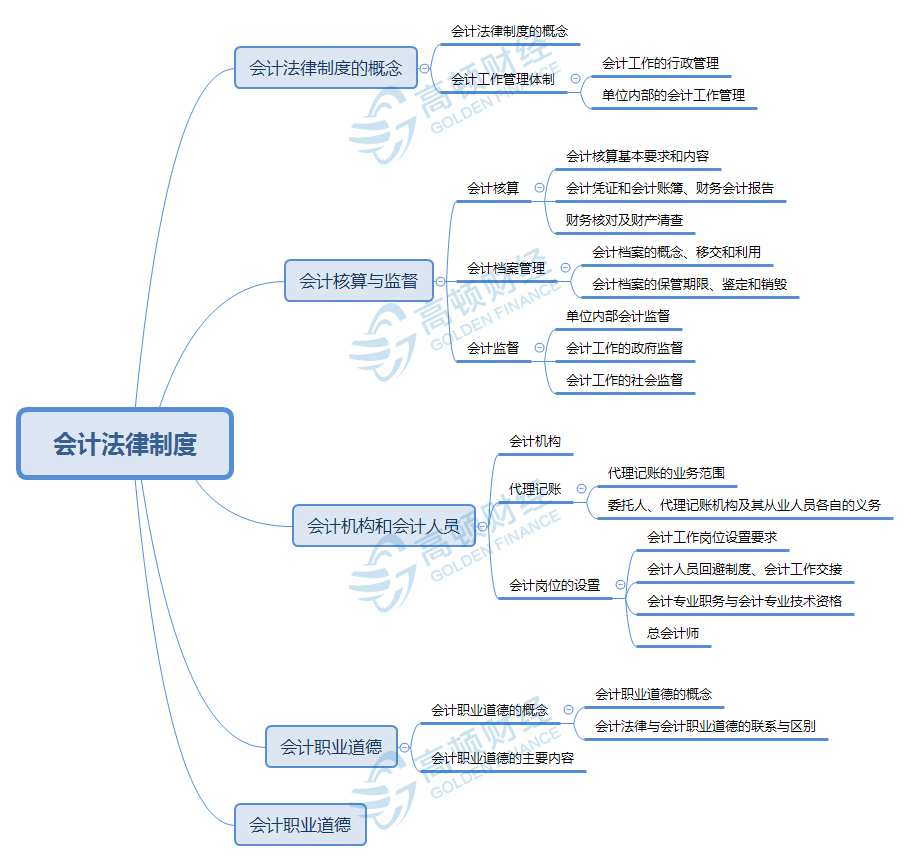 会计法律制度
会计法律制度的概念
会计法律制度的概念
会计工作管理体制
会计工作的行政管理
单位内部的会计工作管理
会计核算与监督
会计核算
会计核算基本要求和内容
会计凭证和会计账簿、财务会计报告
财务核对及财产清查
会计档案管理
会计档案的概念、移交和利用
会计档案的保管期限、鉴定和销毁
会计监督
单位内部会计监督
会计工作的政府监督
会计工作的社会监督
会计机构和会计人员
会计机构
代理记账
代理记账的业务范围
委托人、代理记账机构及其从业人员各自的义务
会计岗位的设置
会计工作岗位设置要求
会计人员回避制度、会计工作交接
会计专业职务与会计专业技术资格
总会计师
会计职业道德
会计职业道德的概念
会计职业道德的概念
会计法律与会计职业道德的联系与区别
会计职业道德的主要内容
会计职业道德
高顿财经
GOLDEN FINANCE
高顿财经
GOLDEN FINANCE
高顿财经
GOLDEN FINANCE
高顿财经
GOLDEN FINANCE